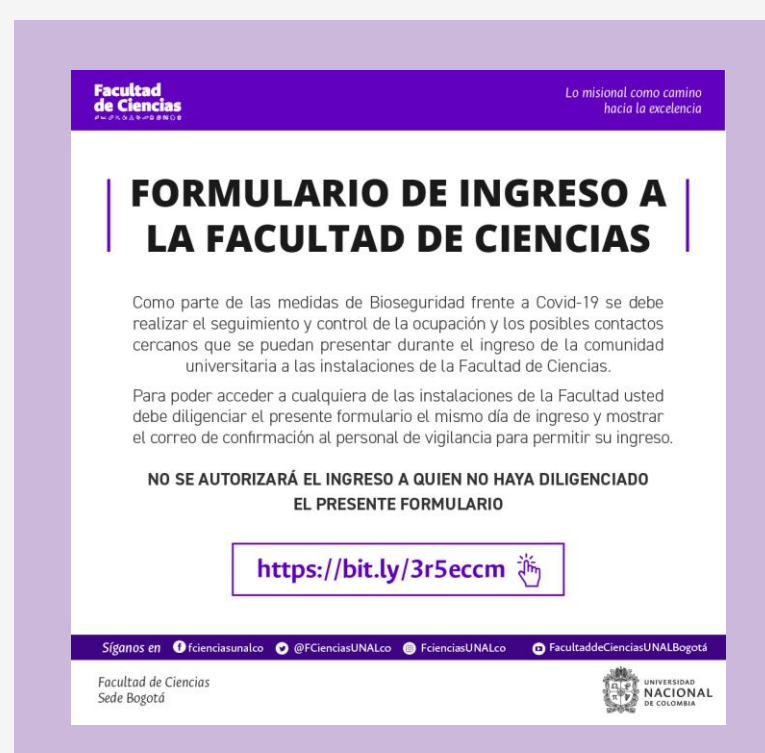 Facultad
de Ciencias
Lo misional como camino
hacia la excelencia
FORMULARIO DE INGRESO A
LA FACULTAD DE CIENCIAS
Como parte de las medidas de Bioseguridad frente a Covid-19 se debe
realizar el seguimiento y control de la ocupación y los posibles contactos
cercanos que se puedan presentar durante el ingreso de la comunidad
universitaria a las instalaciones de la Facultad de Ciencias.
Para poder acceder a cualquiera de las instalaciones de la Facultad usted
debe diligenciar el presente formulario el mismo día de ingreso y mostrar
el correo de confirmación al personal de vigilancia para permitir su ingreso.
NO SE AUTORIZARÁ EL INGRESO A QUIEN NO HAYA DILIGENCIADO
EL PRESENTE FORMULARIO
https://bit.ly/3r5eccm
Síganos en fcienciasunalco @FCienciasUNALco FcienciasUNALco FacultaddeCienciasUNALBogotá
Facultad de Ciencias
Sede Bogotá
UNIVERSIDAD
NACIONAL
DE COLOMBIA